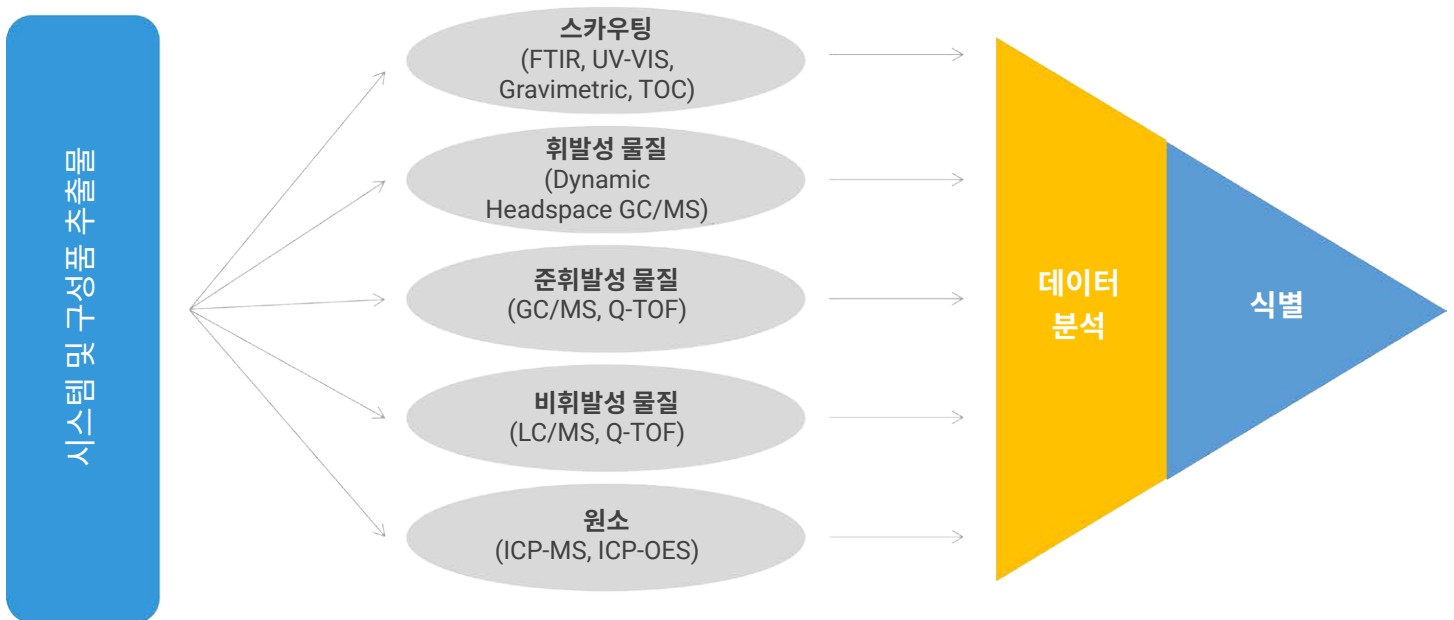 시스템 및 구성품 추출물
스카우팅
(FTIR, UV-VIS,
Gravimetric, TOC)
휘발성 물질
(Dynamic
Headspace GC/MS)
준휘발성 물질
(GC/MS, Q-TOF)
비휘발성 물질
(LC/MS, Q-TOF)
원소
(ICP-MS, ICP-OES)
데이터
분석
식별